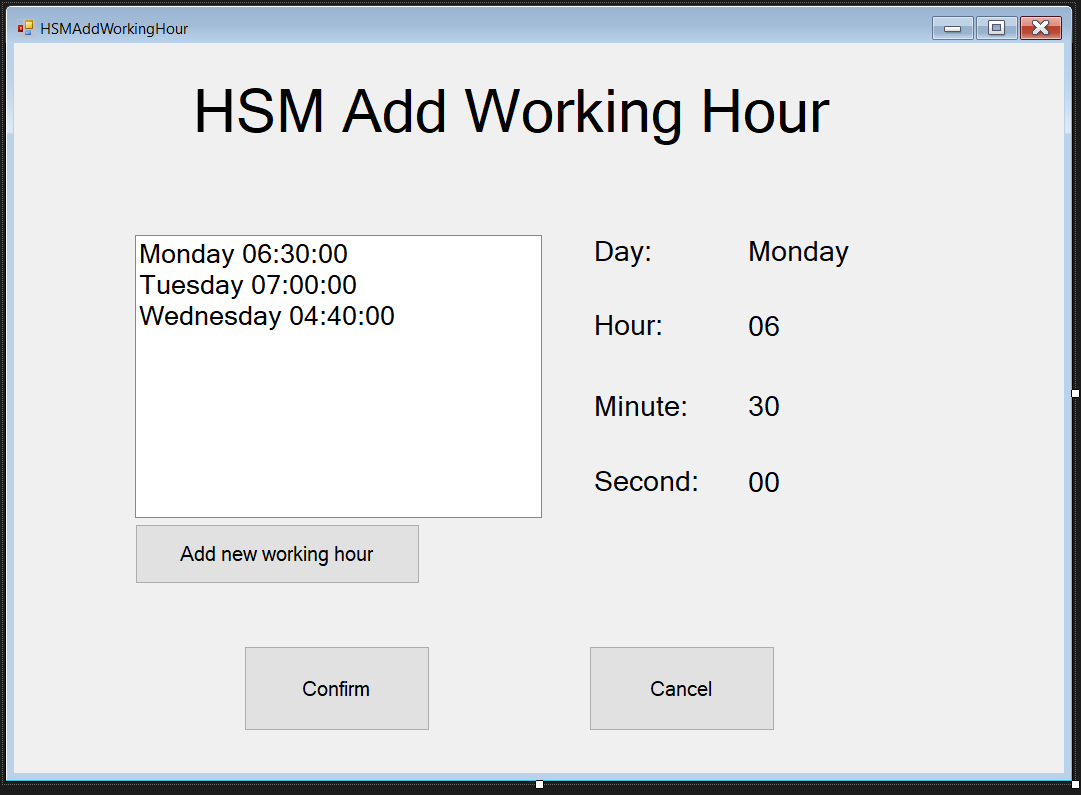 HSMAddWorkingHour
HSM Add Working Hour
Monday 06:30:00
Tuesday 07:00:00
Wednesday 04:40:00
Day: Monday
Hour: 06
Minute: 30
Second: 00
Add new working hour
Confirm
Cancel